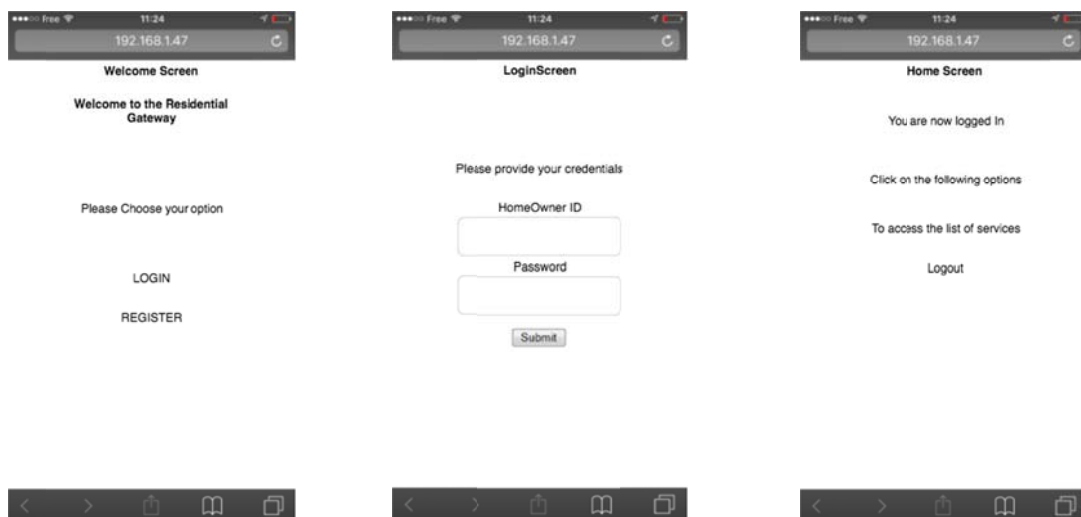 Free 11:24
192.168.1.47
Welcome Screen
Welcome to the Residential
Gateway
Please Choose your option
LOGIN
REGISTER
Free 11:24
192.168.1.47
LoginScreen
Please provide your credentials
HomeOwner ID
Password
Submit
Free 11:24
192.168.1.47
Home Screen
You are now logged In
Click on the following options
To access the list of services
Logout